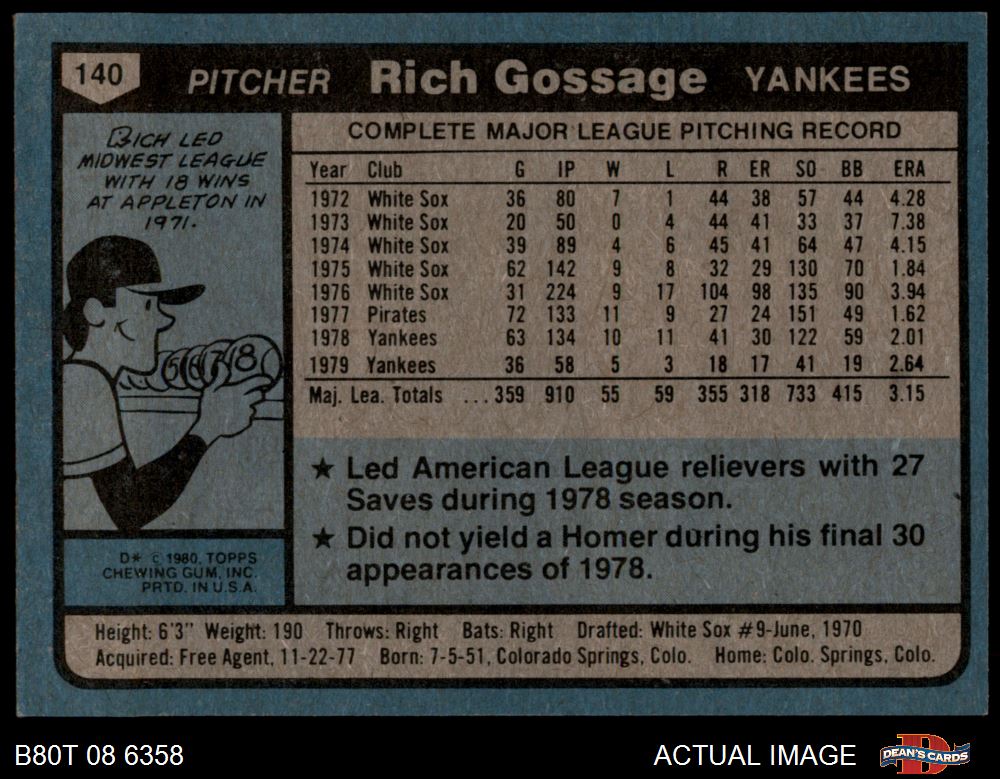 140 PITCHER Rich Gossage YANKEES
RICH LED
MIDWEST LEAGUE
WITH 18 WINS
AT APPLETON IN
1971.
5 6 7 8
D* © 1980, TOPPS
CHEWING GUM, INC.
PRTD. IN U.S.A.
COMPLETE MAJOR LEAGUE PITCHING RECORD
Year Club G IP W L R ER SO BB ERA
1972 White Sox 36 80 7 1 44 38 57 44 4.28
1973 White Sox 20 50 0 4 44 41 33 37 7.38
1974 White Sox 39 89 4 6 45 41 64 47 4.15
1975 White Sox 62 142 9 8 32 29 130 70 1.84
1976 White Sox 31 224 9 17 104 98 135 90 3.94
1977 Pirates 72 133 11 9 27 24 151 49 1.62
1978 Yankees 63 134 10 11 41 30 122 59 2.01
1979 Yankees 36 58 5 3 18 17 41 19 2.64
Maj. Lea. Totals ... 359 910 55 59 355 318 733 415 3.15
★ Led American League relievers with 27
Saves during 1978 season.
★ Did not yield a Homer during his final 30
appearances of 1978.
Height: 6'3" Weight: 190 Throws: Right Bats: Right Drafted: White Sox #9-June, 1970
Acquired: Free Agent, 11-22-77 Born: 7-5-51, Colorado Springs, Colo. Home: Colo. Springs, Colo.
B80T 08 6358 ACTUAL IMAGE DEAN'S CARDS